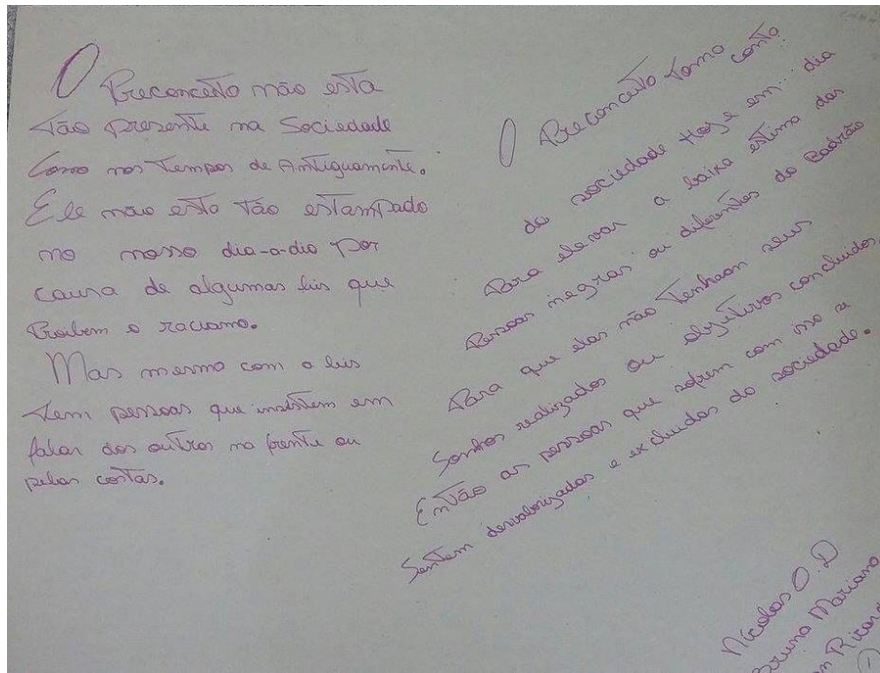 O Preconceito não esta
tão presente na Sociedade
Como nos tempos de Antiguamente.
Ele não esta tão estampado
no nosso dia-a-dia por
causa de algumas leis que
Proibem o racismo.
Mas mesmo com a leis
tem pessoas que insistem em
falar dos outros na frente ou
pelas costas.
O Preconceito toma conta
da sociedade Hoje em dia
Para elevar a baixa estima das
Pessoas negras ou diferentes do Padrão
Para que elas não tenham seus
Sonhos realizados ou objetivos concluidos,
Então as pessoas que sofrem com isso se
Sentem desvalorizadas e excluidas da sociedade.
Nicolas O.D
Bruno Mariano
1